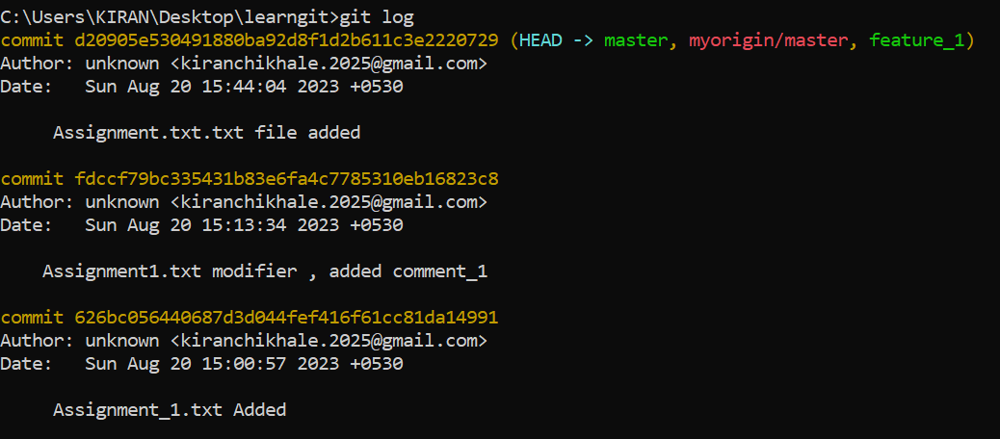 C:\Users\KIRAN\Desktop\learngit>git log
commit d20905e530491880ba92d8f1d2b611c3e2220729 (HEAD -> master, myorigin/master, feature_1)
Author: unknown <kiranchikhale.2025@gmail.com>
Date:   Sun Aug 20 15:44:04 2023 +0530
     Assignment.txt.txt file added
commit fdccf79bc335431b83e6fa4c7785310eb16823c8
Author: unknown <kiranchikhale.2025@gmail.com>
Date:   Sun Aug 20 15:13:34 2023 +0530
    Assignment1.txt modifier , added comment_1
commit 626bc056440687d3d044fef416f61cc81da14991
Author: unknown <kiranchikhale.2025@gmail.com>
Date:   Sun Aug 20 15:00:57 2023 +0530
     Assignment_1.txt Added